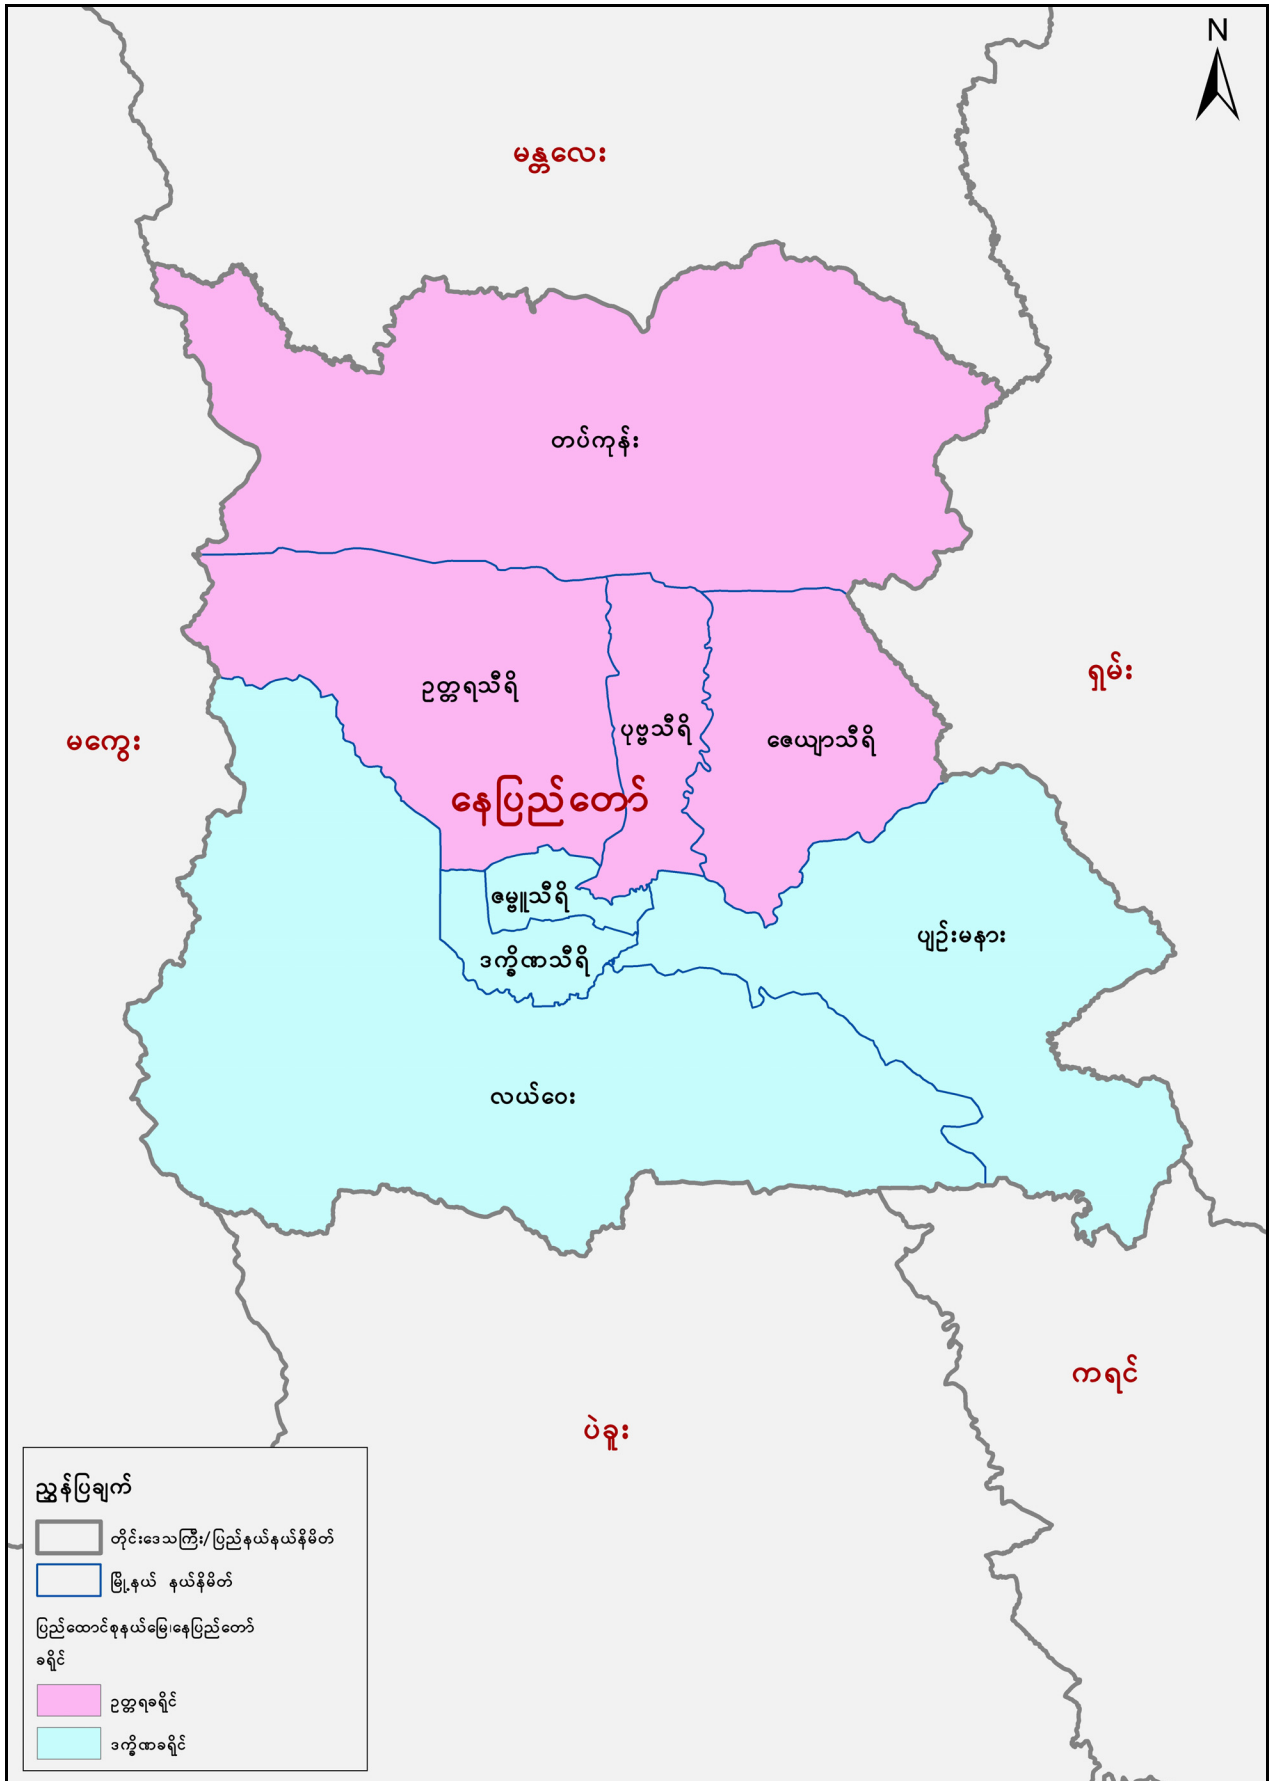 N
မန္တလေး
တပ်ကုန်း
ရှမ်း
ဥတ္တရသီရိ
ပုဗ္ဗသီရိ
ဇေယျာသီရိ
မကွေး
နေပြည်တော်
ဇမ္ဗူသီရိ
ပျဉ်းမနား
ဒက္ခိဏသီရိ
လယ်ဝေး
ကရင်
ပဲခူး
ညွှန်ပြချက်
တိုင်းဒေသကြီး/ပြည်နယ်နယ်နိမိတ်
မြို့နယ် နယ်နိမိတ်
ပြည်ထောင်စုနယ်မြေ၊နေပြည်တော်
ခရိုင်
ဥတ္တရခရိုင်
ဒက္ခိဏခရိုင်